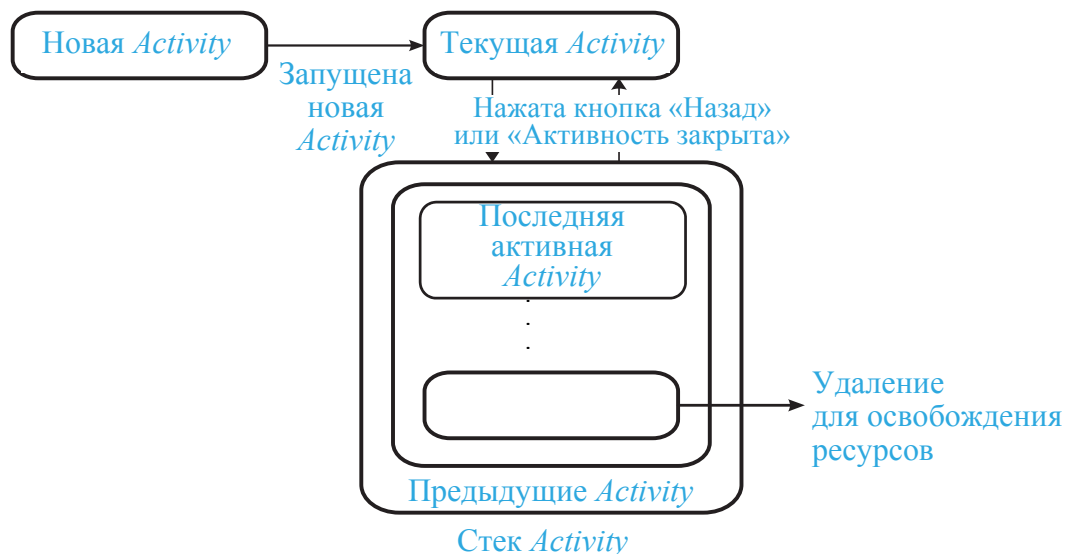 Новая Activity
Текущая Activity
Запущена
новая
Activity
Нажата кнопка «Назад»
или «Активность закрыта»
Последняя
активная
Activity
Удаление
для освобождения
ресурсов
Предыдущие Activity
Стек Activity